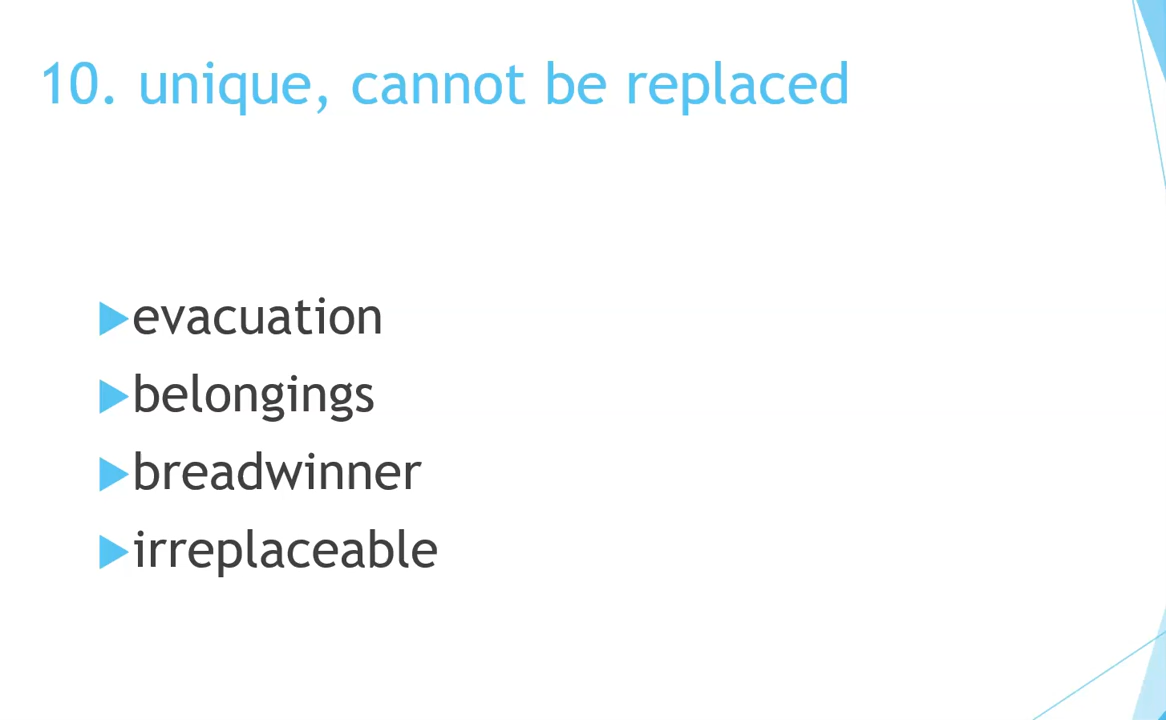 10. unique, cannot be replaced
evacuation
belongings
breadwinner
irreplaceable